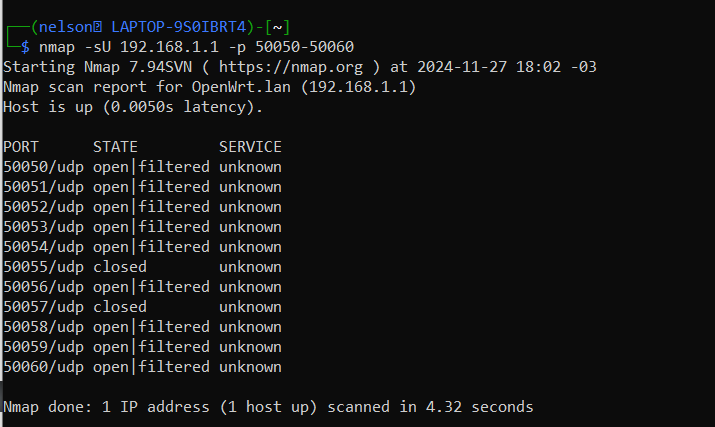 ┌──(nelson㉿ LAPTOP-9S0IBRT4)-[~]
└─$ nmap -sU 192.168.1.1 -p 50050-50060
Starting Nmap 7.94SVN ( https://nmap.org ) at 2024-11-27 18:02 -03
Nmap scan report for OpenWrt.lan (192.168.1.1)
Host is up (0.0050s latency).

PORT      STATE         SERVICE
50050/udp open|filtered unknown
50051/udp open|filtered unknown
50052/udp open|filtered unknown
50053/udp open|filtered unknown
50054/udp open|filtered unknown
50055/udp closed        unknown
50056/udp open|filtered unknown
50057/udp closed        unknown
50058/udp open|filtered unknown
50059/udp open|filtered unknown
50060/udp open|filtered unknown

Nmap done: 1 IP address (1 host up) scanned in 4.32 seconds